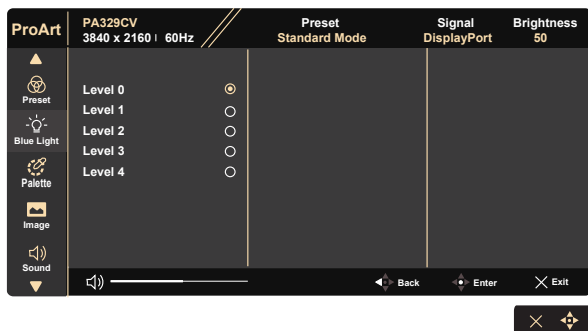 ProArt
PA329CV
3840 x 2160 | 60Hz
Preset
Standard Mode
Signal
DisplayPort
Brightness
50
Preset
Blue Light
Palette
Image
Sound
Level 0
Level 1
Level 2
Level 3
Level 4
Back
Enter
Exit